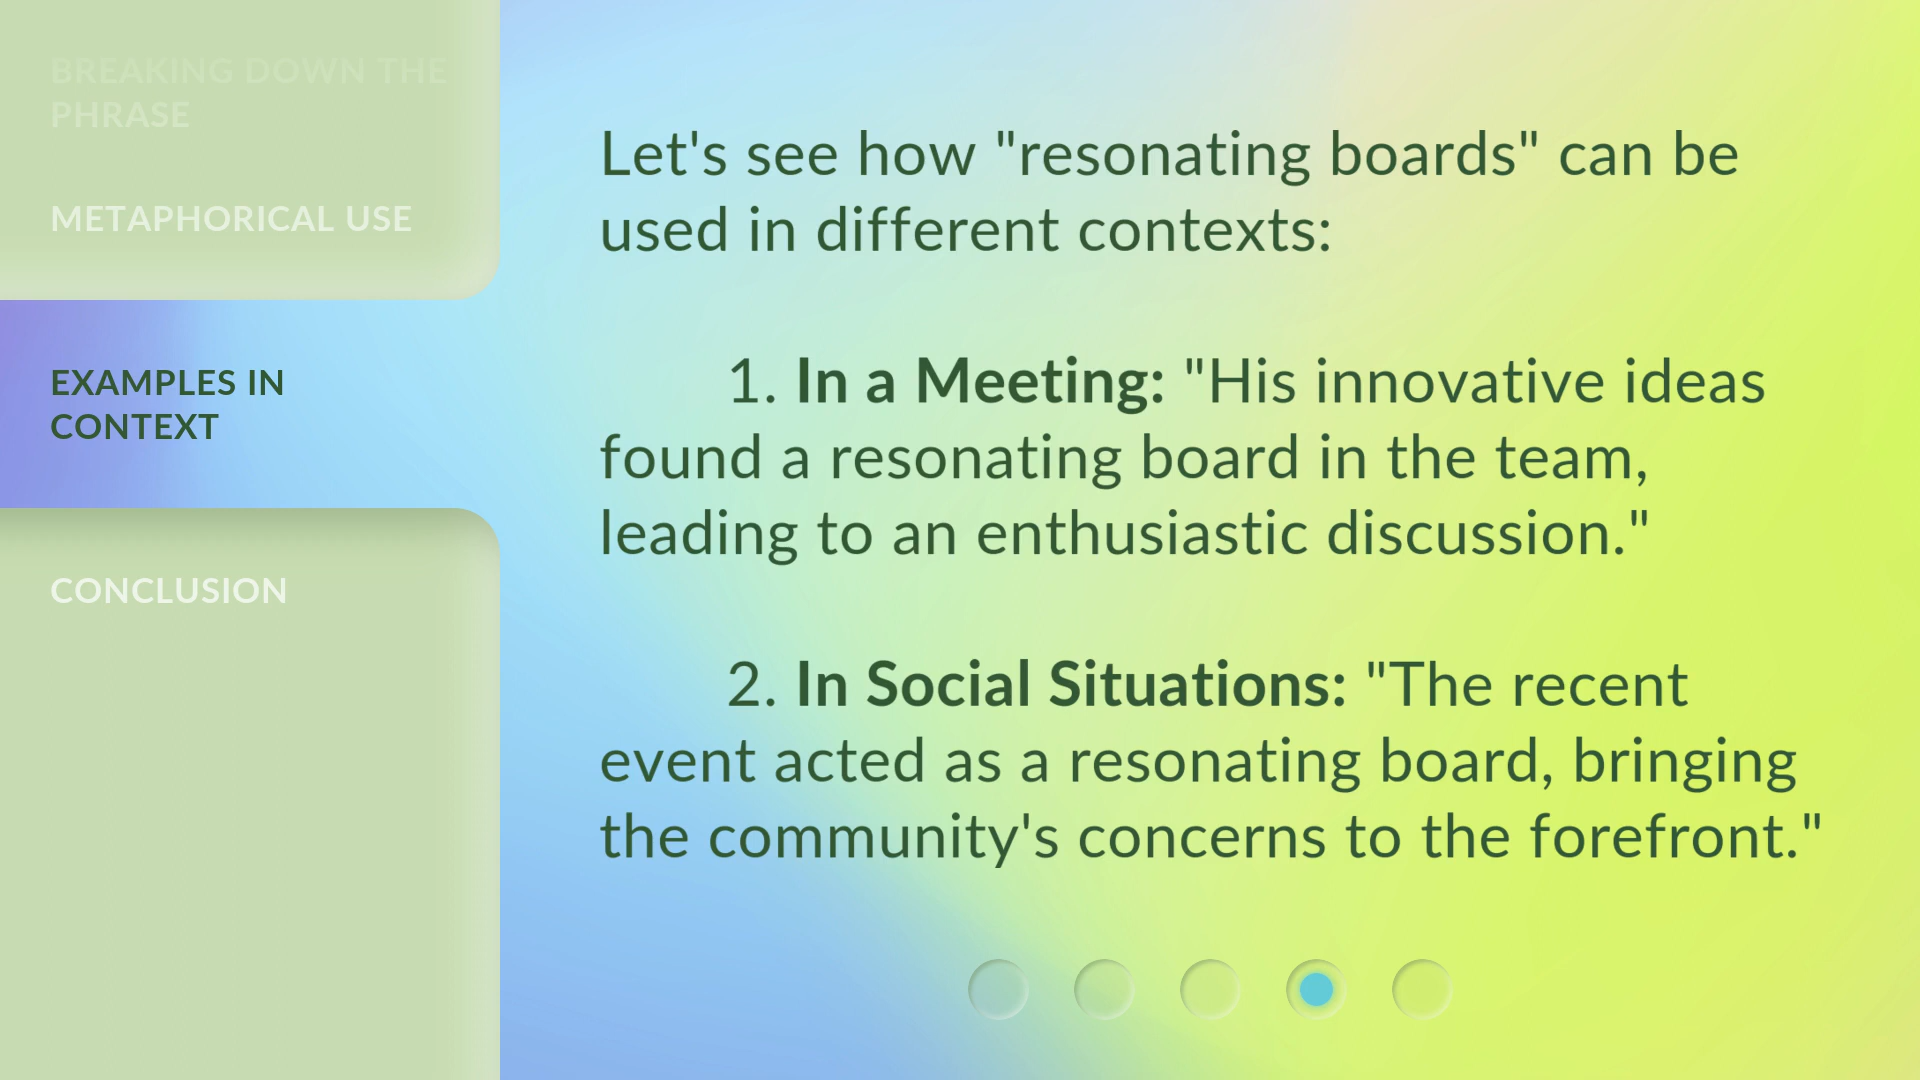 BREAKING DOWN THE
PHRASE
METAPHORICAL USE
EXAMPLES IN
CONTEXT
CONCLUSION
Let's see how "resonating boards" can be
used in different contexts:
1. In a Meeting: "His innovative ideas
found a resonating board in the team,
leading to an enthusiastic discussion."
2. In Social Situations: "The recent
event acted as a resonating board, bringing
the community's concerns to the forefront."